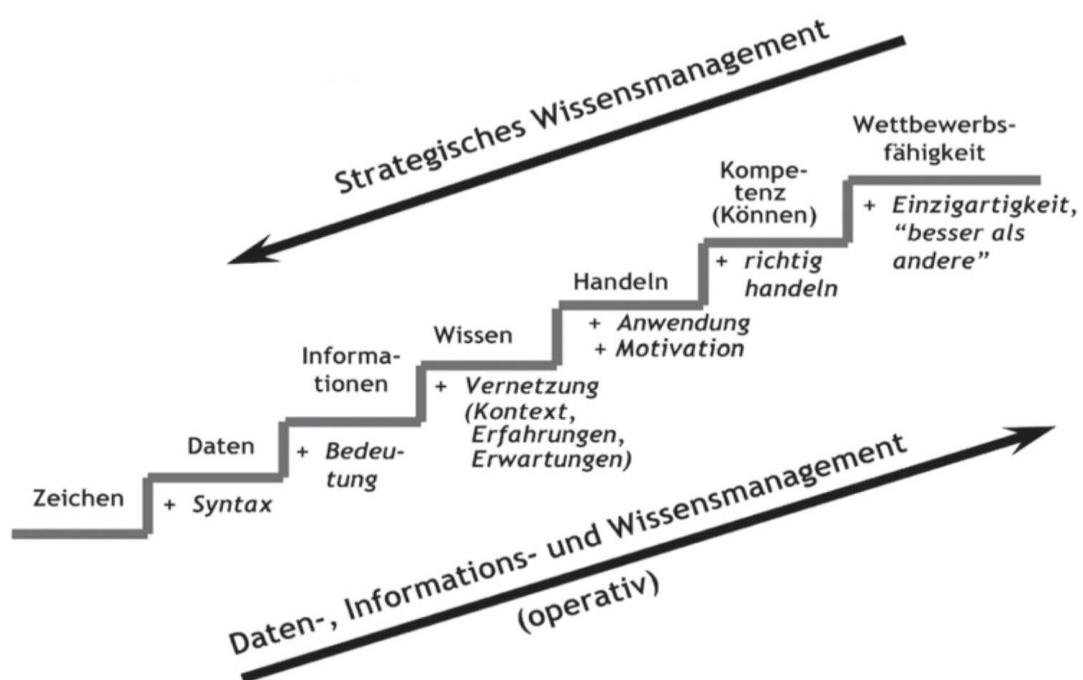 Strategisches Wissensmanagement
Wettbewerbs-
fähigkeit
+ Einzigartigkeit,
“besser als
andere”
Kompe-
tenz
(Können)
+ richtig
handeln
Handeln
+ Anwendung
+ Motivation
Wissen
+ Vernetzung
(Kontext,
Erfahrungen,
Erwartungen)
Informa-
tionen
+ Bedeu-
tung
Daten
+ Syntax
Zeichen
Daten-, Informations- und Wissensmanagement
(operativ)